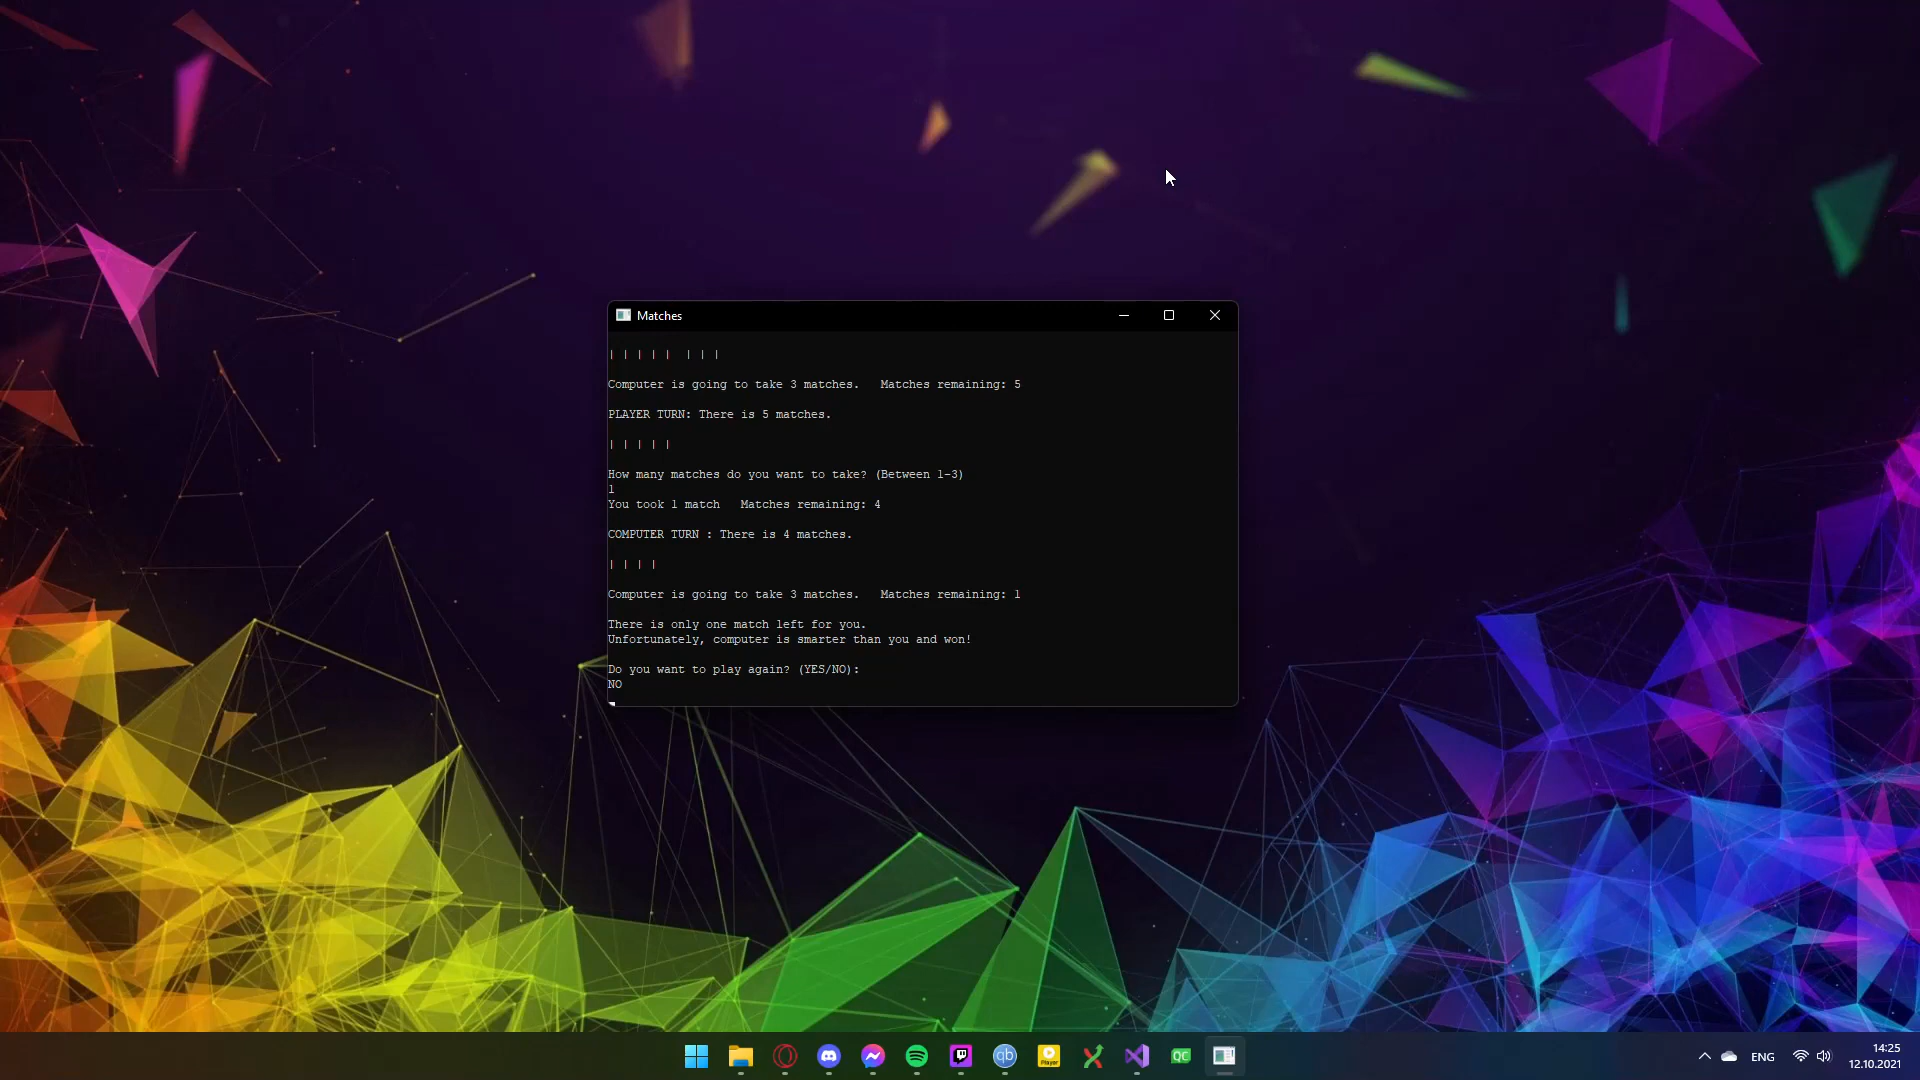 Matches
| | | | |  | | |
Computer is going to take 3 matches.   Matches remaining: 5
PLAYER TURN: There is 5 matches.
| | | | |
How many matches do you want to take? (Between 1-3)
1
You took 1 match   Matches remaining: 4
COMPUTER TURN : There is 4 matches.
| | | |
Computer is going to take 3 matches.   Matches remaining: 1
There is only one match left for you.
Unfortunately, computer is smarter than you and won!
Do you want to play again? (YES/NO):
NO
qb
Player
QC
ENG
14:25
12.10.2021